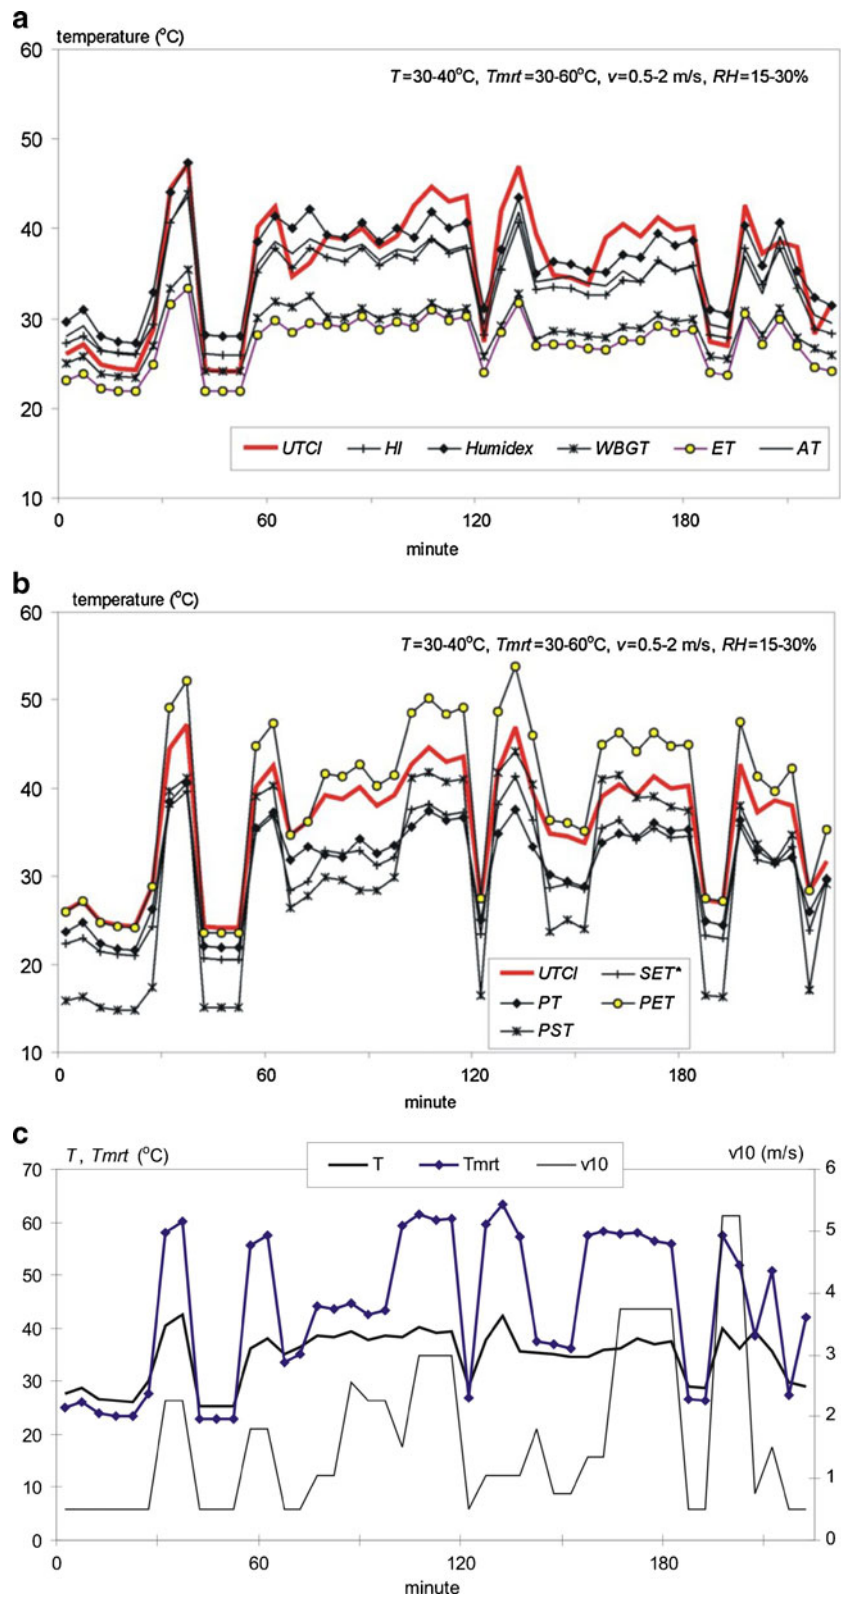 a
temperature (°C)
60
T=30-40°C, Tmrt=30-60°C, v=0.5-2 m/s, RH=15-30%
50
40
30
20
UTCI HI Humidex WBGT ET AT
10
0 60 120 180
minute
b
temperature (°C)
60
T=30-40°C, Tmrt=30-60°C, v=0.5-2 m/s, RH=15-30%
50
40
30
20
UTCI SET*
PT PET
PST
10
0 60 120 180
minute
c
T, Tmrt (°C) v10 (m/s)
T Tmrt v10
70 6
60 5
50
40 4
30 3
20 2
10 1
0 0
0 60 120 180
minute